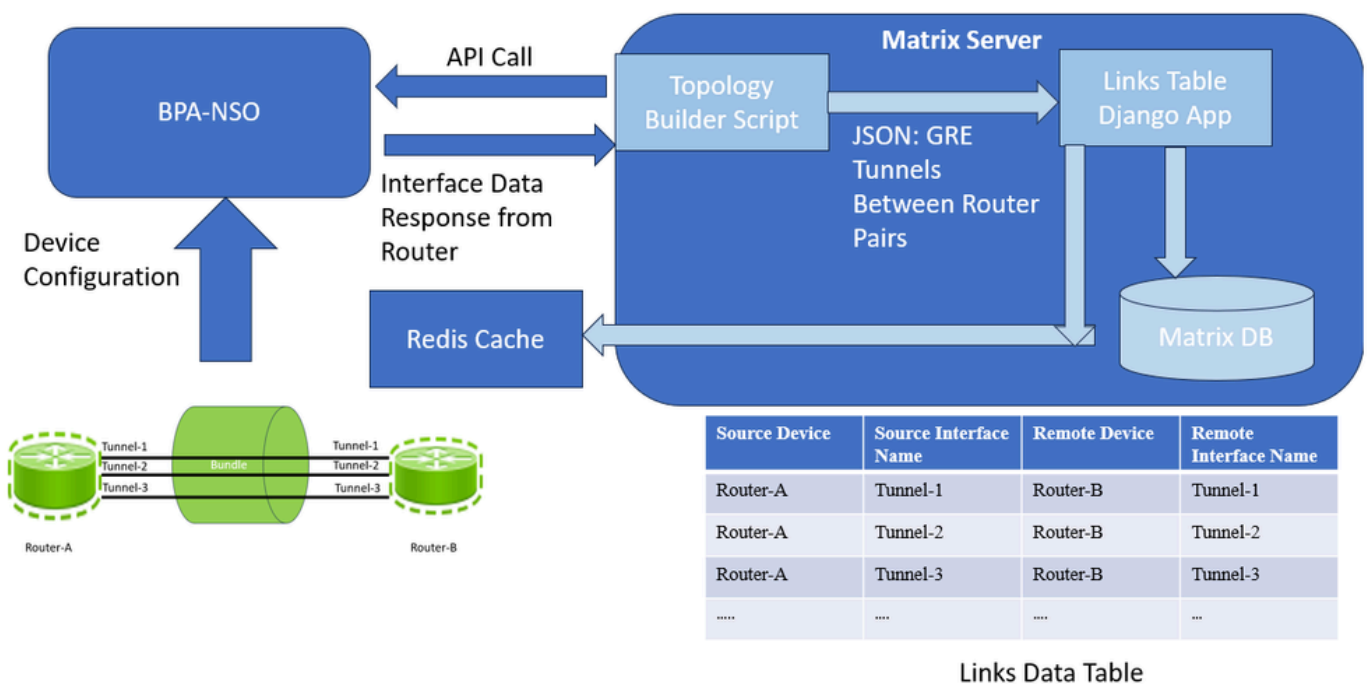 Matrix Server
API Call
BPA-NSO
Topology
Builder Script
Links Table
Django App
JSON: GRE
Tunnels
Between Router
Pairs
Interface Data
Response from
Router
Device
Configuration
Redis Cache
Matrix DB
Tunnel-1
Tunnel-2
Tunnel-3
Bundle
Tunnel-1
Tunnel-2
Tunnel-3
Router-A
Router-B
Source Device
Source Interface
Name
Remote Device
Remote
Interface Name
Router-A
Tunnel-1
Router-B
Tunnel-1
Router-A
Tunnel-2
Router-B
Tunnel-2
Router-A
Tunnel-3
Router-B
Tunnel-3
.....
....
....
...
Links Data Table